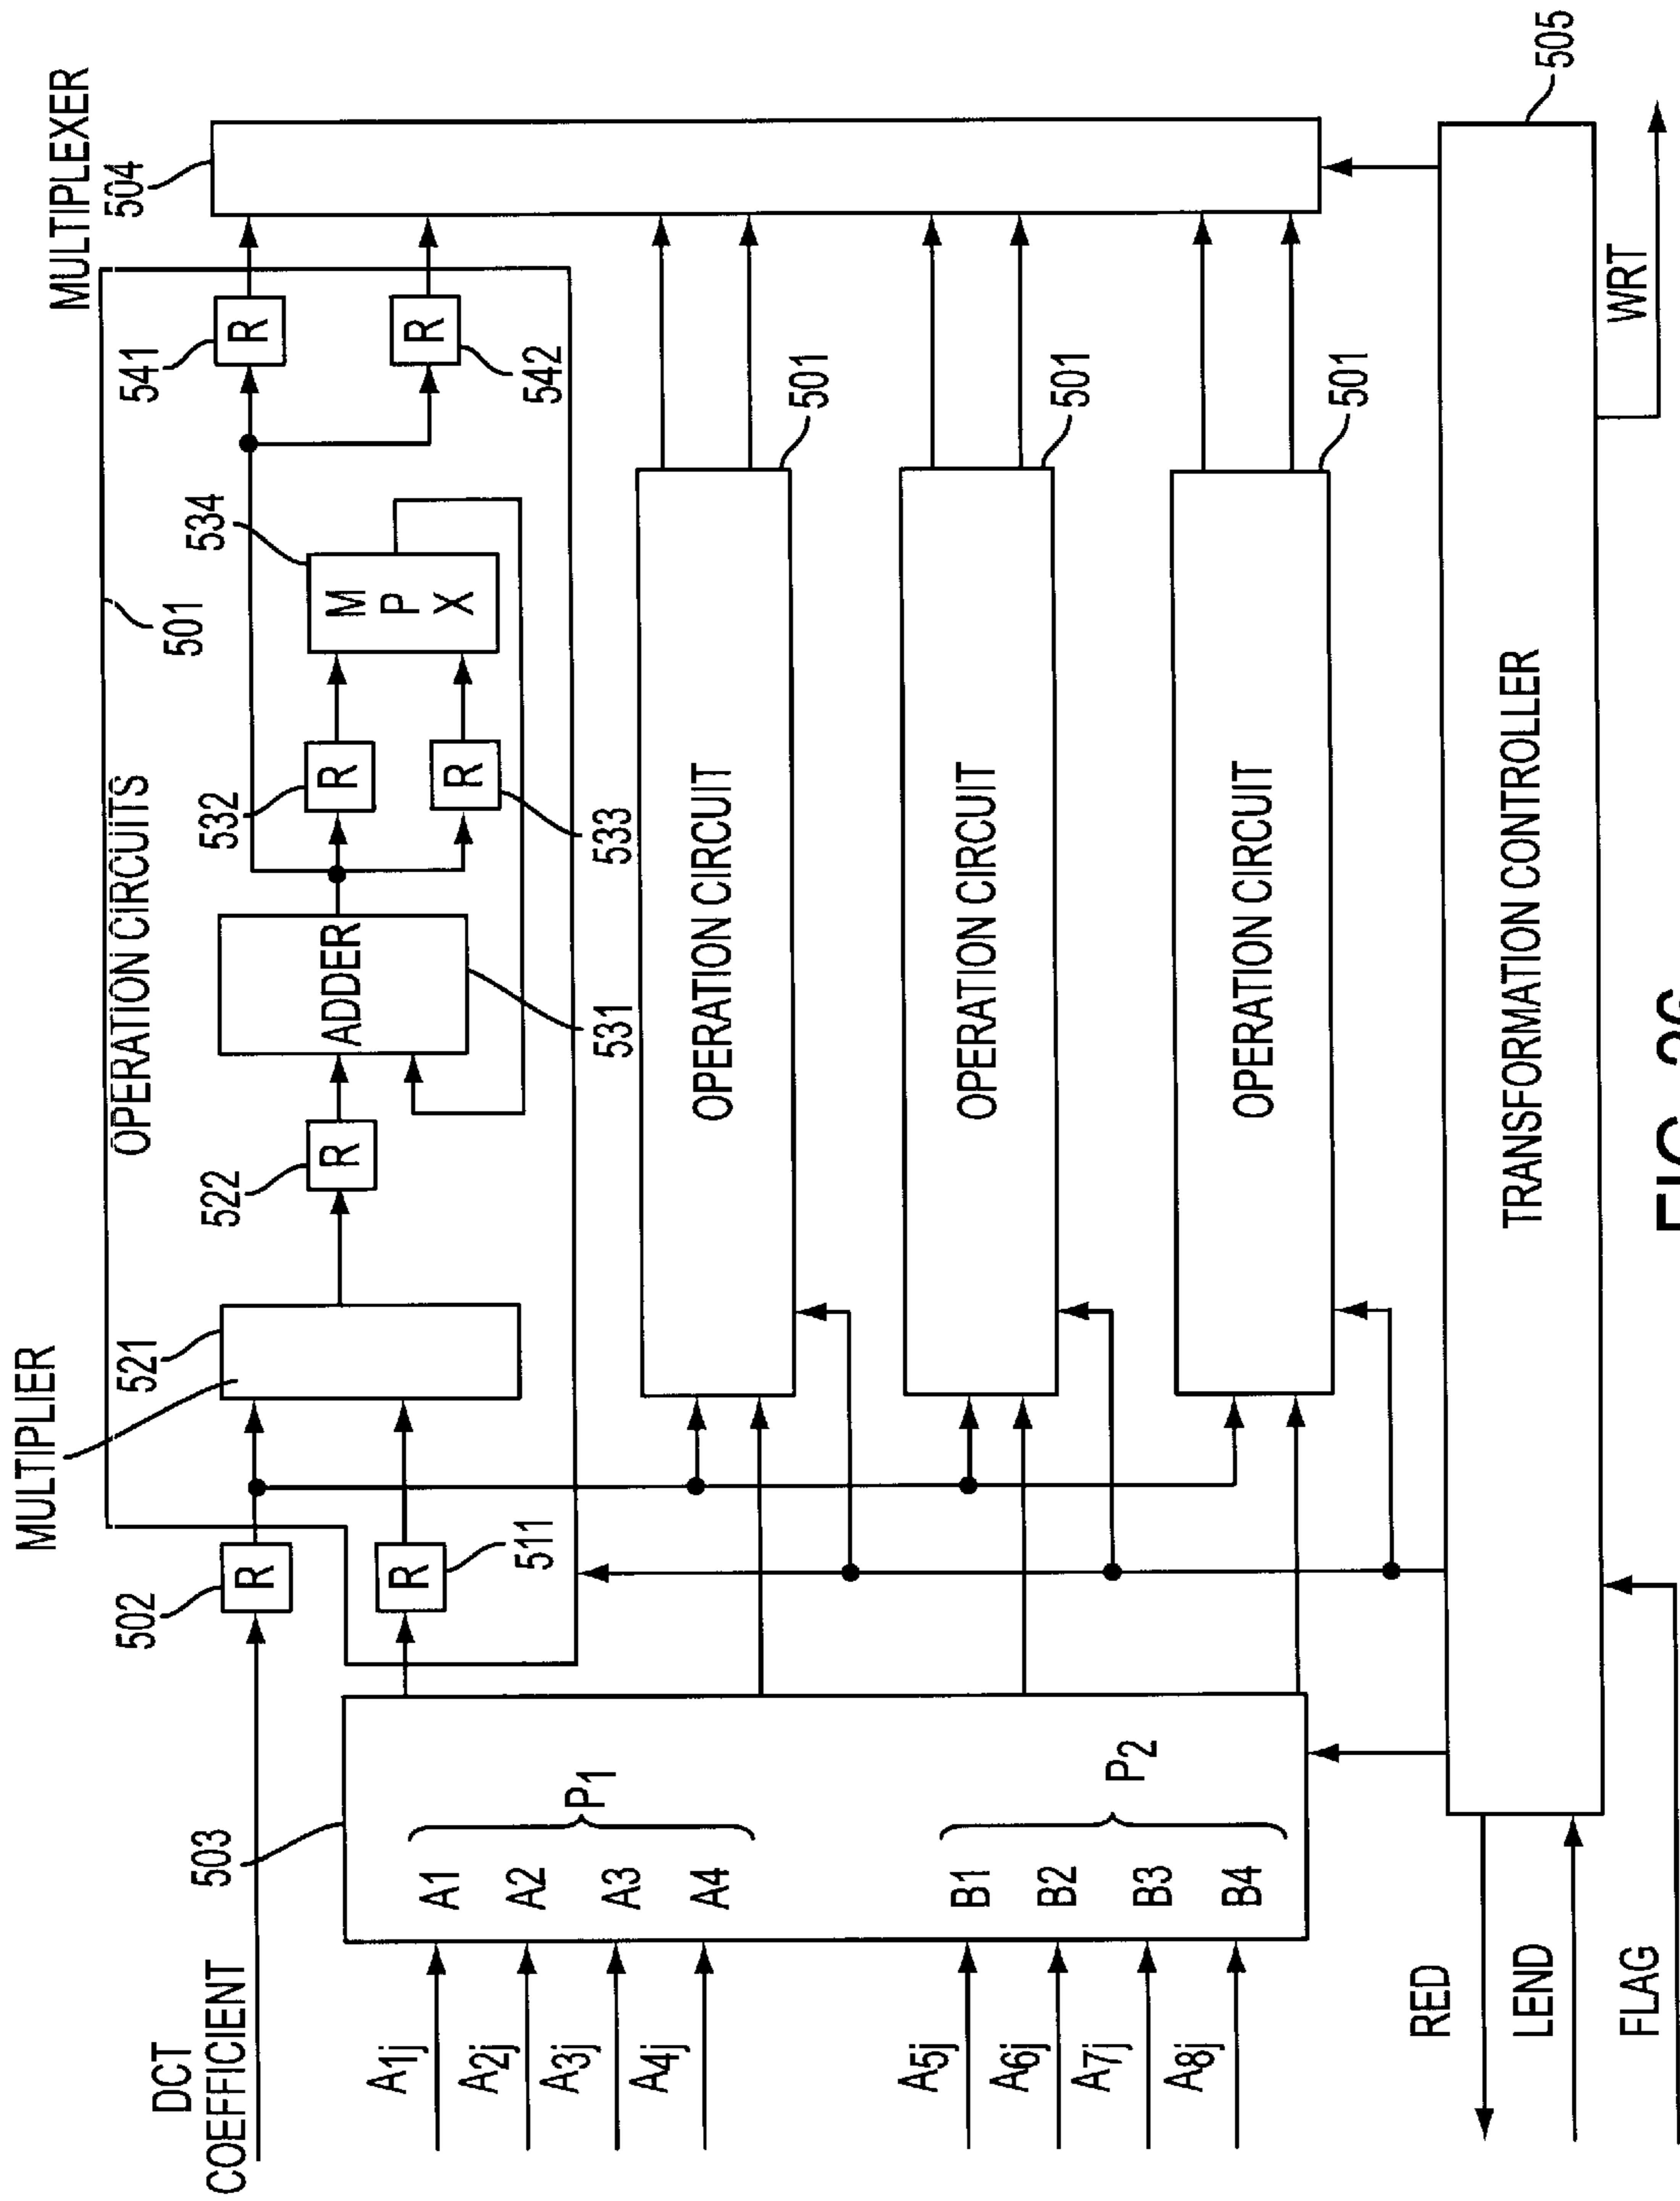 MULTIPLIER
MULTIPLEXER
DCT
COEFFICIENT
502
R
521
OPERATION CIRCUITS
501
541
R
504
503
511
R
522
R
ADDER
531
532
R
533
R
534
M
P
X
542
R
A1j
A2j
A3j
A4j
A1
A2
A3
A4
P1
OPERATION CIRCUIT
501
A5j
A6j
A7j
A8j
B1
B2
B3
B4
P2
OPERATION CIRCUIT
501
OPERATION CIRCUIT
501
RED
LEND
FLAG
TRANSFORMATION CONTROLLER
505
WRT
FIG.